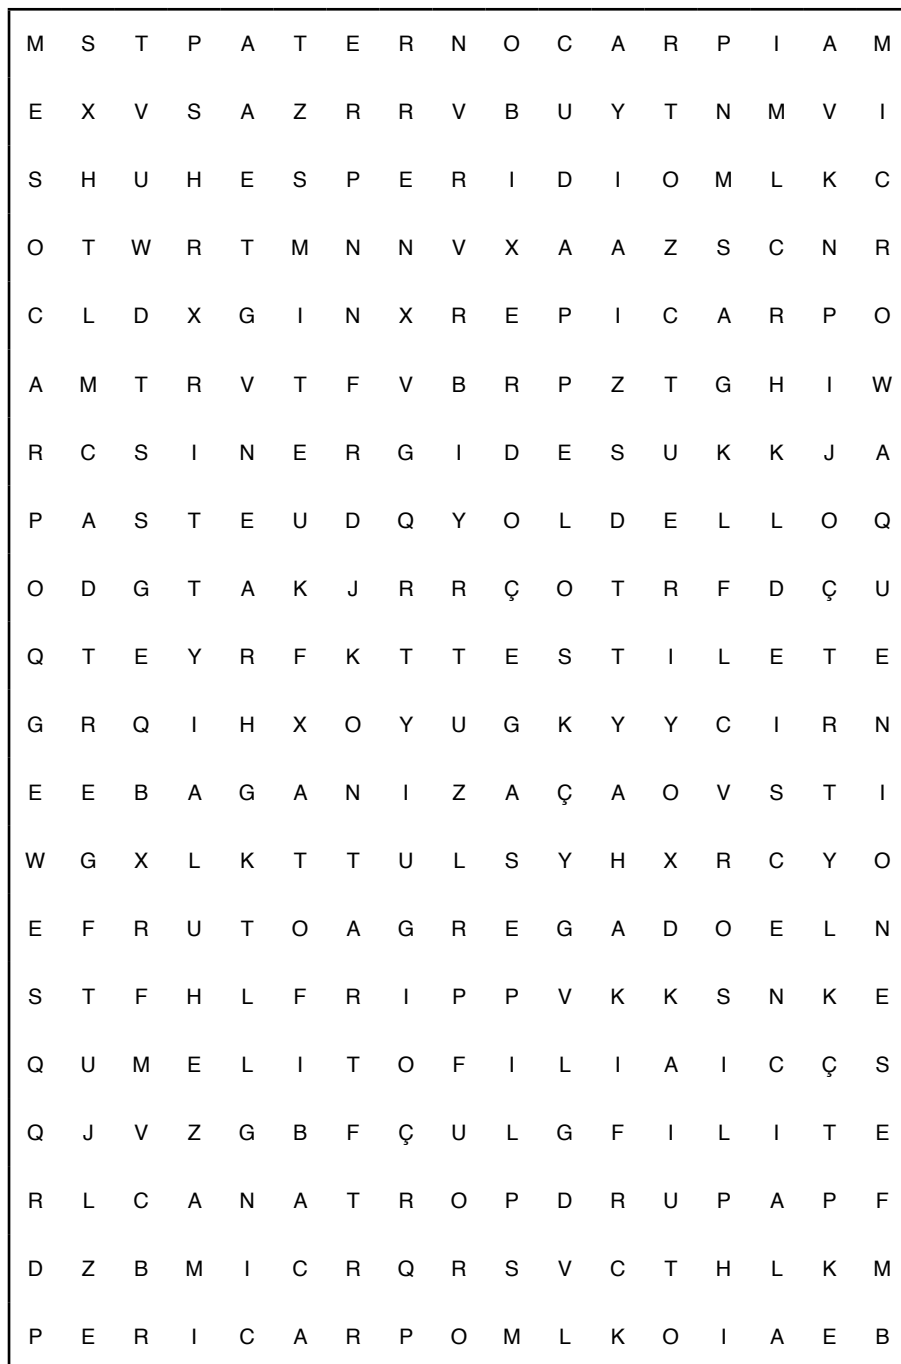 M S T P A T E R N O C A R P I A M
E X V S A Z R R V B U Y T N M V I
S H U H E S P E R I D I O M L K C
O T W R T M N N V X A A Z S C N R
C L D X G I N X R E P I C A R P O
A M T R V T F V B R P Z T G H I W
R C S I N E R G I D E S U K K J A
P A S T E U D Q Y O L D E L L O Q
O D G T A K J R R Ç O T R F D Ç U
Q T E Y R F K T T E S T I L E T E
G R Q I H X O Y U G K Y Y C I R N
E E B A G A N I Z A Ç A O V S T I
W G X L K T T U L S Y H X R C Y O
E F R U T O A G R E G A D O E L N
S T F H L F R I P P V K K S N K E
Q U M E L I T O F I L I A I C Ç S
Q J V Z G B F Ç U L G F I L I T E
R L C A N A T R O P D R U P A P F
D Z B M I C R Q R S V C T H L K M
P E R I C A R P O M L K O I A E B